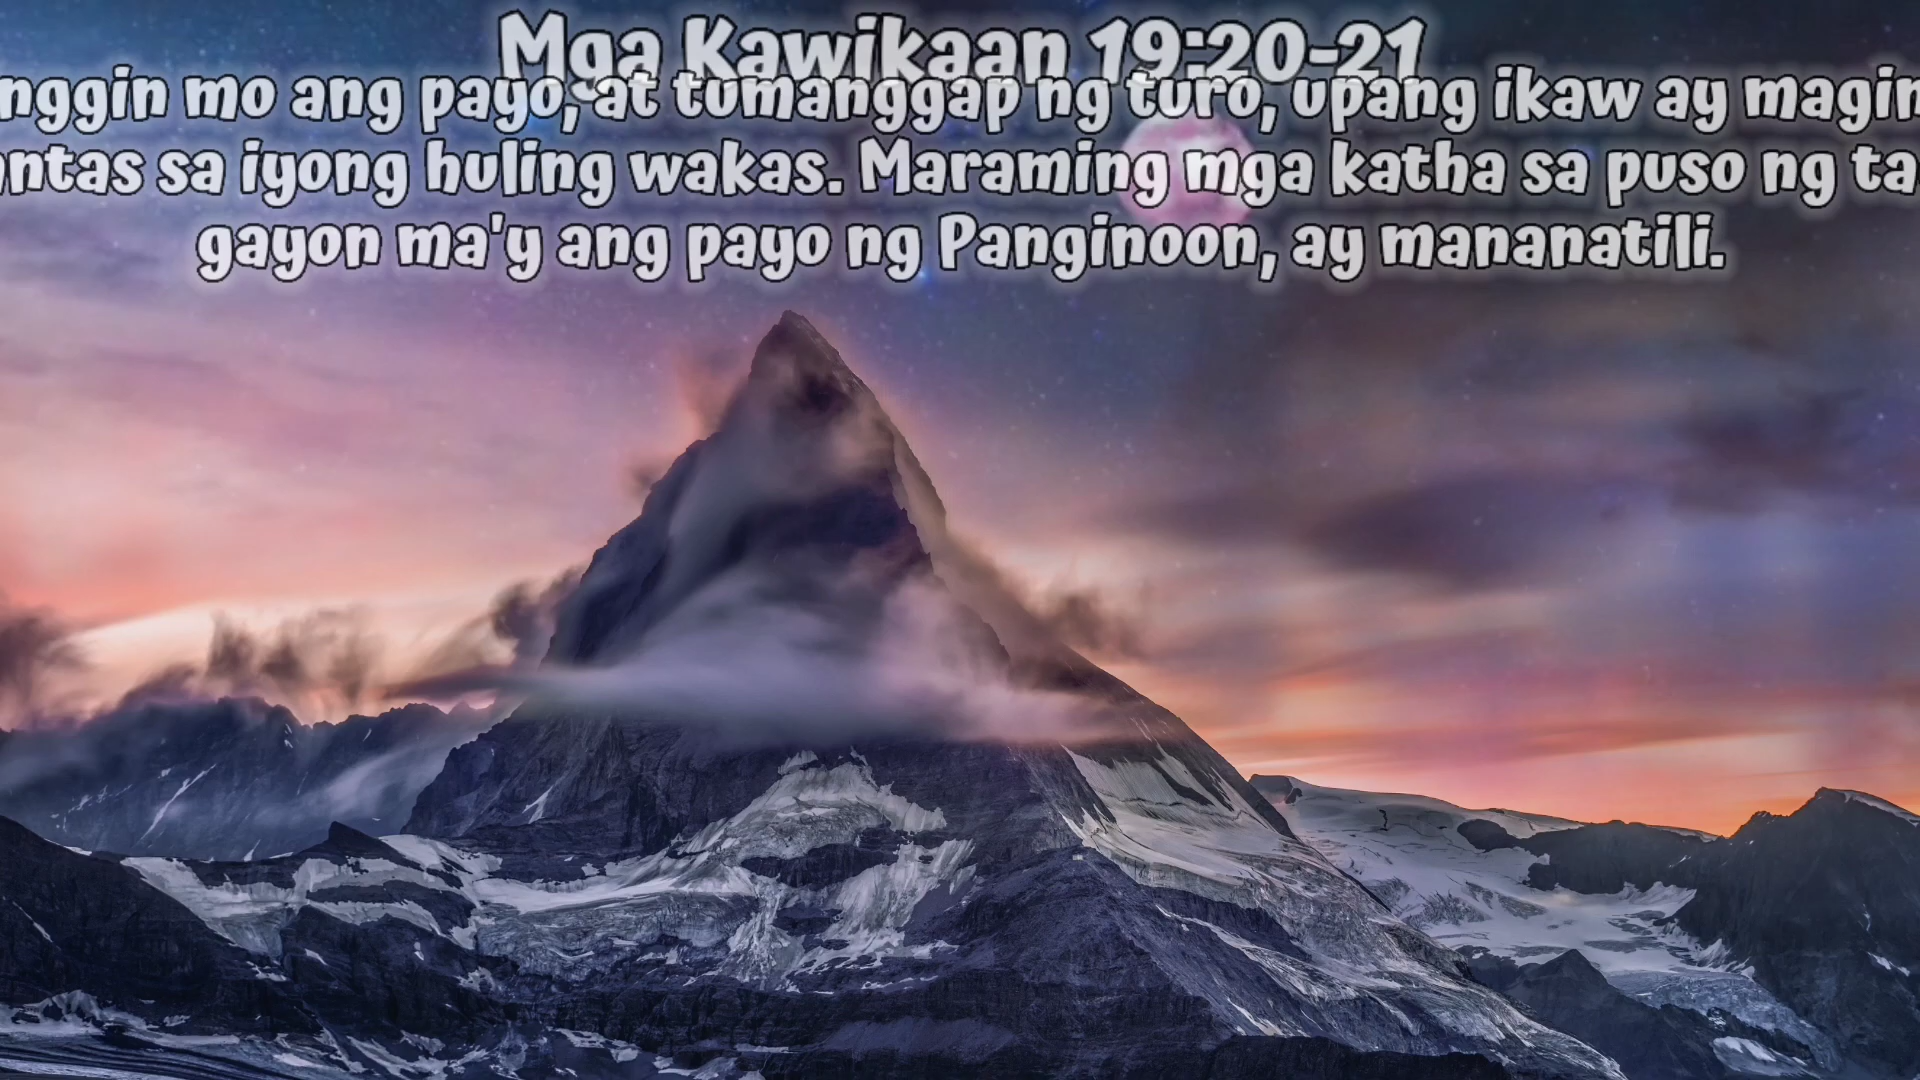 Mga Kawikaan 19:20-21
nggin mo ang payo, at tumanggap ng turo, upang ikaw ay magin
ntas sa iyong huling wakas. Maraming mga katha sa puso ng ta
gayon ma'y ang payo ng Panginoon, ay mananatili.